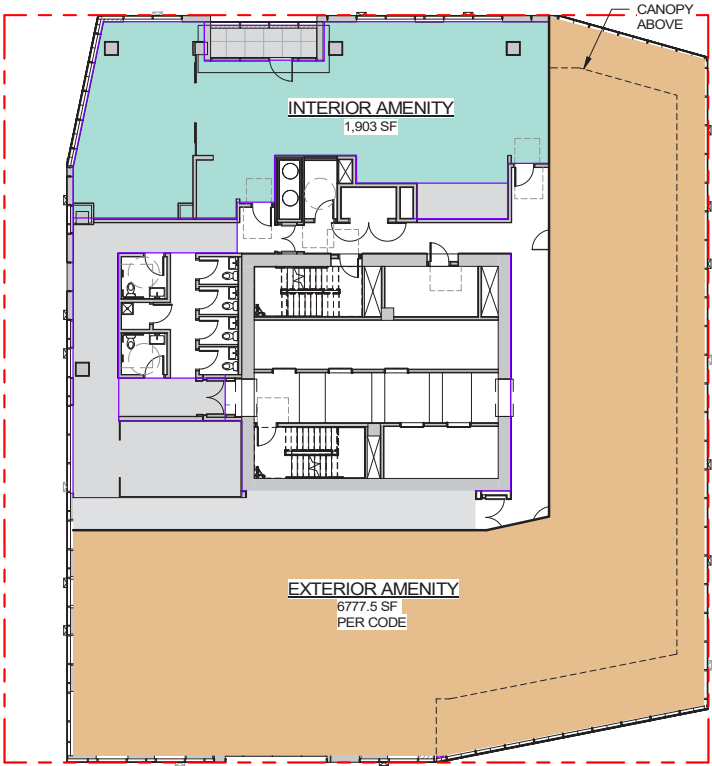 CANOPY
ABOVE
INTERIOR AMENITY
1,903 SF
EXTERIOR AMENITY
6777.5 SF
PER CODE